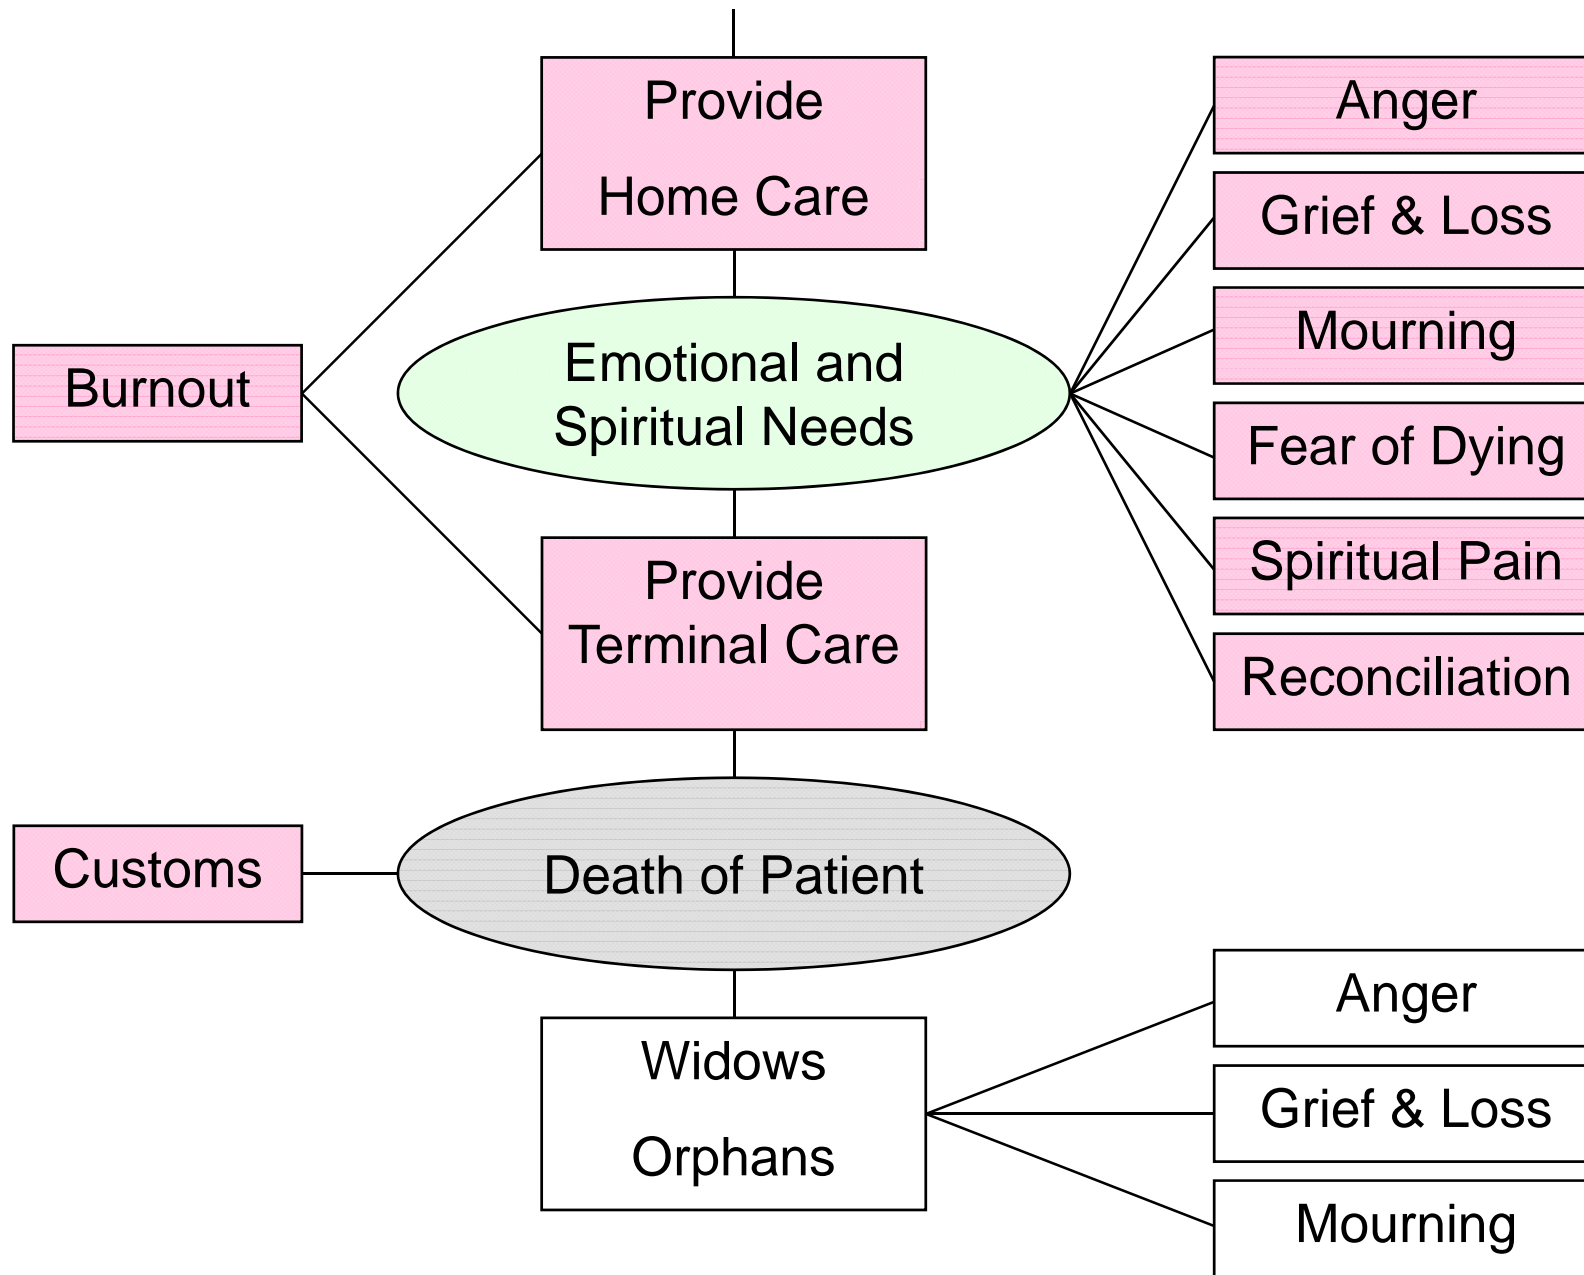 Provide
Home Care
Anger
Grief & Loss
Mourning
Burnout
Emotional and
Spiritual Needs
Fear of Dying
Spiritual Pain
Provide
Terminal Care
Reconciliation
Customs
Death of Patient
Widows
Orphans
Anger
Grief & Loss
Mourning